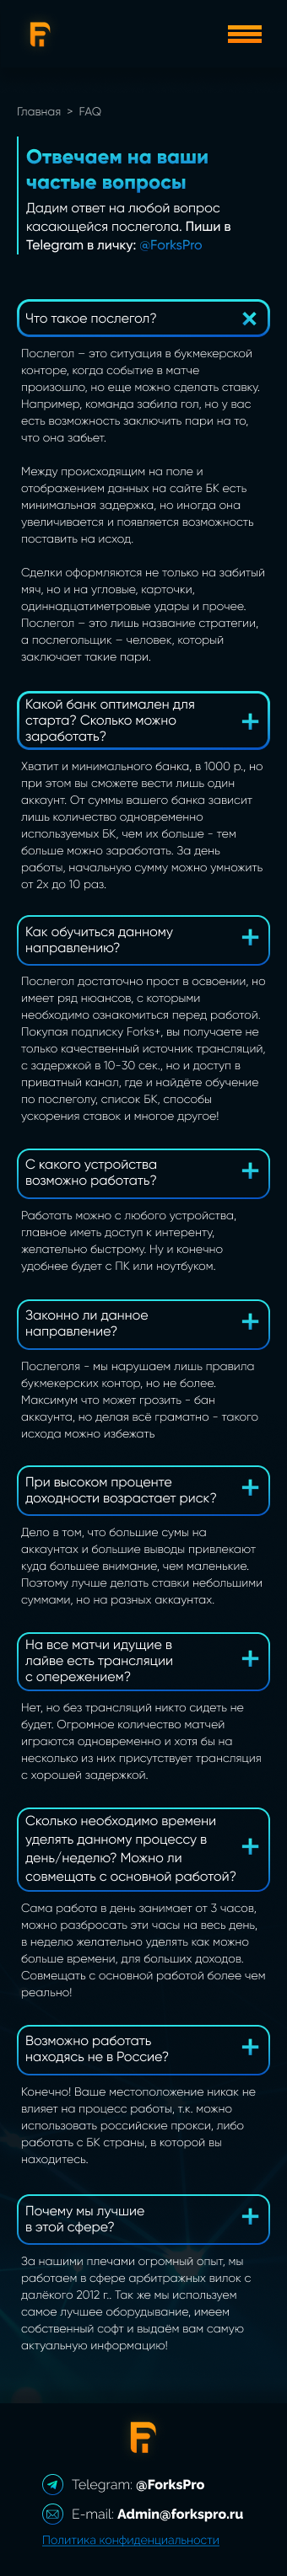 Главная > FAQ
Отвечаем на ваши
частые вопросы
Дадим ответ на любой вопрос
касающейся послегола. Пиши в
Telegram в личку: @ForksPro
Что такое послегол?
Послегол – это ситуация в букмекерской
конторе, когда событие в матче
произошло, но еще можно сделать ставку.
Например, команда забила гол, но у вас
есть возможность заключить пари на то,
что она забьет.
Между происходящим на поле и
отображением данных на сайте БК есть
минимальная задержка, но иногда она
увеличивается и появляется возможность
поставить на исход.
Сделки оформляются не только на забитый
мяч, но и на угловые, карточки,
одиннадцатиметровые удары и прочее.
Послегол – это лишь название стратегии,
а послегольщик – человек, который
заключает такие пари.
Какой банк оптимален для
старта? Сколько можно
заработать?
Хватит и минимального банка, в 1000 р., но
при этом вы сможете вести лишь один
аккаунт. От суммы вашего банка зависит
лишь количество одновременно
используемых БК, чем их больше - тем
больше можно заработать. За день
работы, начальную сумму можно умножить
от 2х до 10 раз.
Как обучиться данному
направлению?
Послегол достаточно прост в освоении, но
имеет ряд нюансов, с которыми
необходимо ознакомиться перед работой.
Покупая подписку Forks+, вы получаете не
только качественный источник трансляций,
с задержкой в 10-30 сек., но и доступ в
приватный канал, где и найдёте обучение
по послеголу, список БК, способы
ускорения ставок и многое другое!
С какого устройства
возможно работать?
Работать можно с любого устройства,
главное иметь доступ к интеренту,
желательно быстрому. Ну и конечно
удобнее будет с ПК или ноутбуком.
Законно ли данное
направление?
Послеголя - мы нарушаем лишь правила
букмекерских контор, но не более.
Максимум что может грозить - бан
аккаунта, но делая всё граматно - такого
исхода можно избежать
При высоком проценте
доходности возрастает риск?
Дело в том, что большие сумы на
аккаунтах и большие выводы привлекают
куда большее внимание, чем маленькие.
Поэтому лучше делать ставки небольшими
суммами, но на разных аккаунтах.
На все матчи идущие в
лайве есть трансляции
с опережением?
Нет, но без трансляций никто сидеть не
будет. Огромное количество матчей
играются одновременно и хотя бы на
несколько из них присутствует трансляция
с хорошей задержкой.
Сколько необходимо времени
уделять данному процессу в
день/неделю? Можно ли
совмещать с основной работой?
Сама работа в день занимает от 3 часов,
можно разбросать эти часы на весь день,
в неделю желательно уделять как можно
больше времени, для больших доходов.
Совмещать с основной работой более чем
реально!
Возможно работать
находясь не в Россие?
Конечно! Ваше местоположение никак не
влияет на процесс работы, т.к. можно
использовать российские прокси, либо
работать с БК страны, в которой вы
находитесь.
Почему мы лучшие
в этой сфере?
За нашими плечами огромный опыт, мы
работаем в сфере арбитражных вилок с
далёкого 2012 г.. Так же мы используем
самое лучшее оборудывание, имеем
собственный софт и выдаём вам самую
актуальную информацию!
Telegram: @ForksPro
E-mail: Admin@forkspro.ru
Политика конфиденциальности